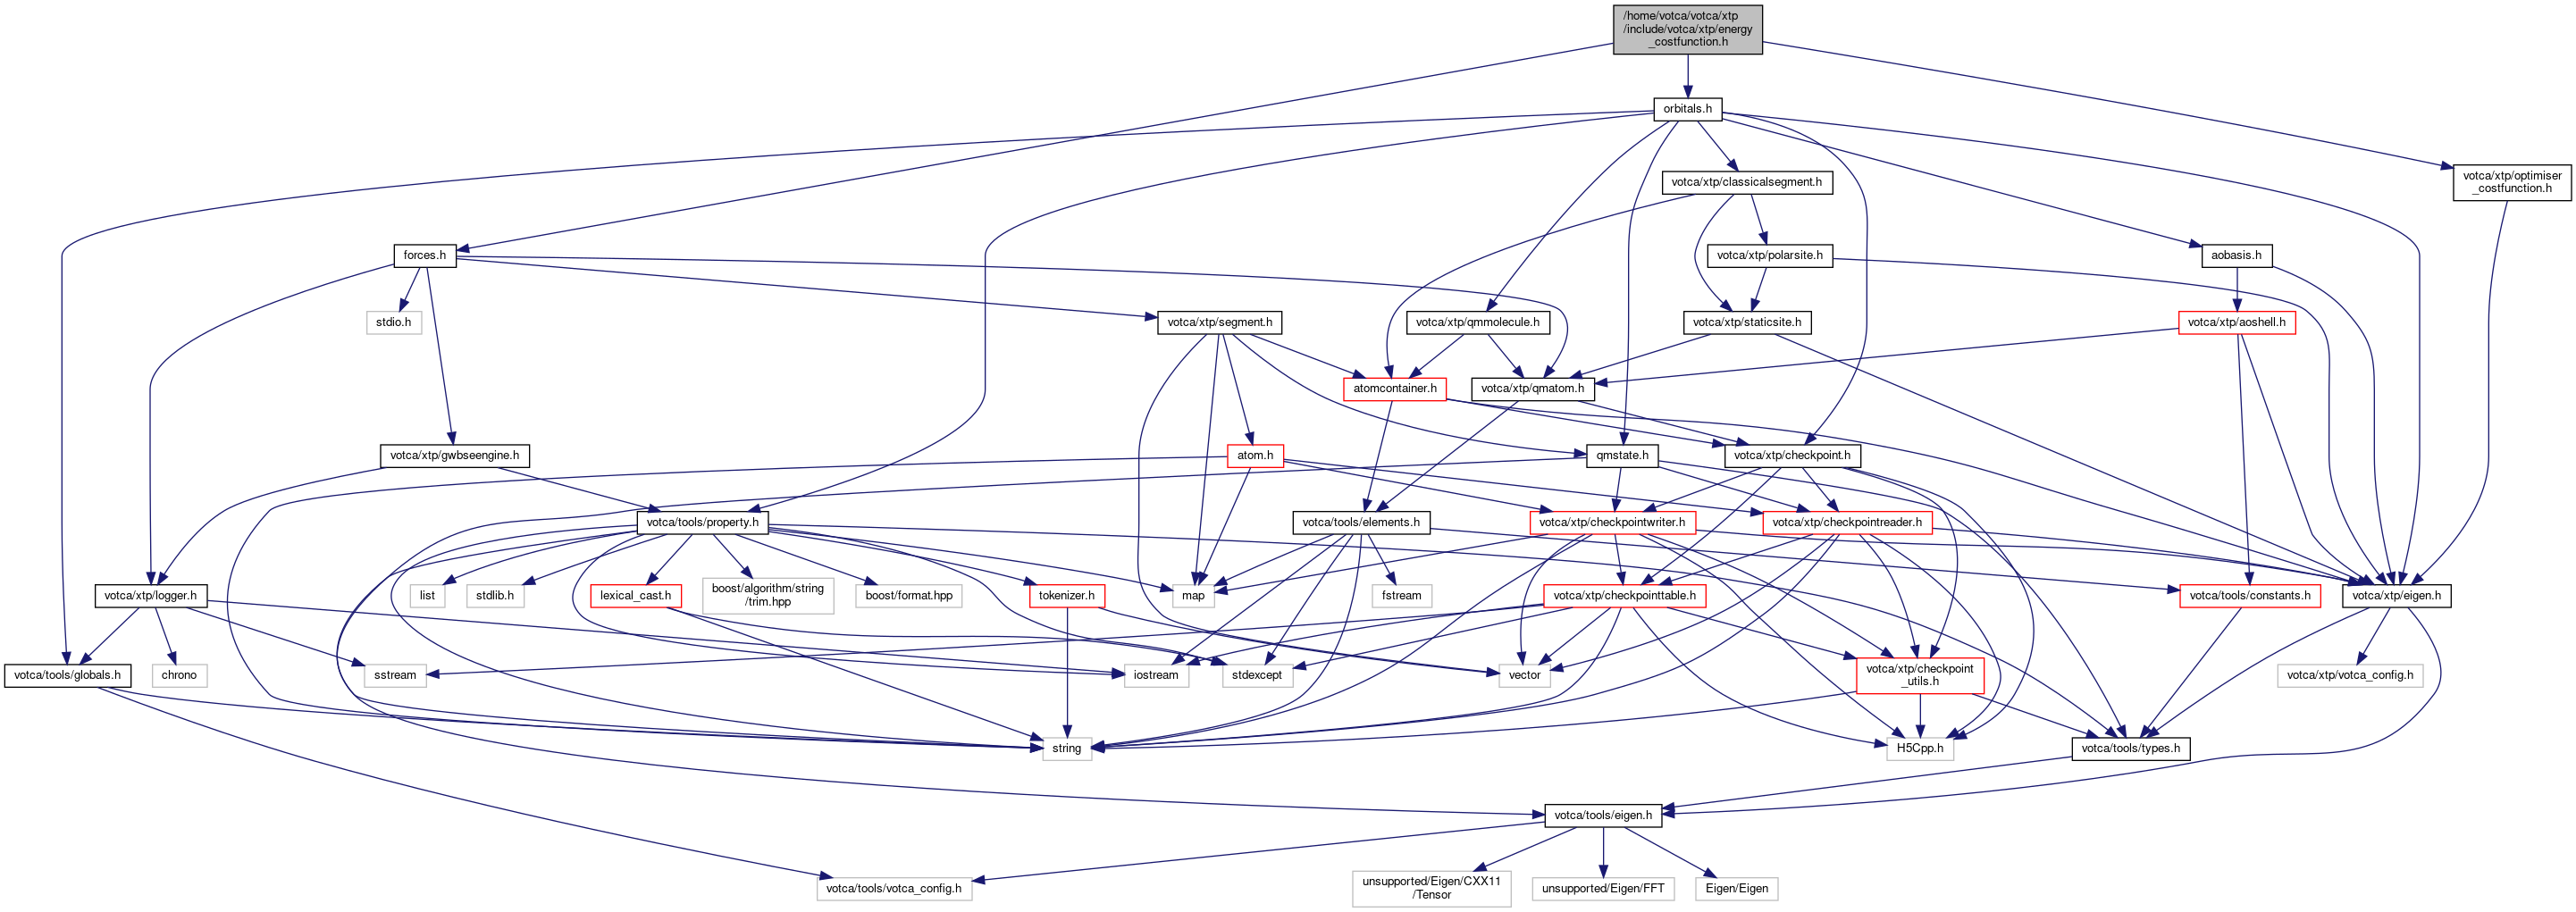 /home/votca/votca/xtp
/include/votca/xtp/energy
_costfunction.h
orbitals.h
votca/xtp/optimiser
_costfunction.h
votca/xtp/classicalsegment.h
forces.h
votca/xtp/polarsite.h
aobasis.h
stdio.h
votca/xtp/segment.h
votca/xtp/qmmolecule.h
votca/xtp/staticsite.h
votca/xtp/aoshell.h
atomcontainer.h
votca/xtp/qmatom.h
votca/xtp/gwbseengine.h
atom.h
qmstate.h
votca/xtp/checkpoint.h
votca/tools/property.h
votca/tools/elements.h
votca/xtp/checkpointwriter.h
votca/xtp/checkpointreader.h
votca/xtp/logger.h
list
stdlib.h
lexical_cast.h
boost/algorithm/string
/trim.hpp
boost/format.hpp
tokenizer.h
map
fstream
votca/xtp/checkpointtable.h
votca/tools/constants.h
votca/xtp/eigen.h
votca/tools/globals.h
chrono
sstream
iostream
stdexcept
vector
votca/xtp/checkpoint
_utils.h
votca/xtp/votca_config.h
string
H5Cpp.h
votca/tools/types.h
votca/tools/eigen.h
votca/tools/votca_config.h
unsupported/Eigen/CXX11
/Tensor
unsupported/Eigen/FFT
Eigen/Eigen